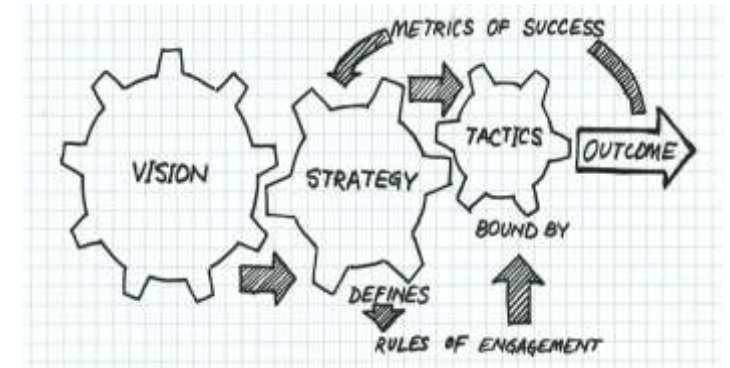 METRICS OF SUCCESS
VISION
STRATEGY
TACTICS
OUTCOME
BOUND BY
DEFINES
RULES OF ENGAGEMENT